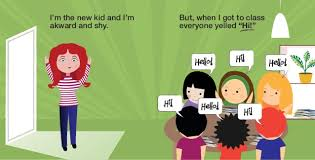 I'm the new kid and I'm
akward and shy.
But, when I got to class
everyone yelled "Hi!"
Hello!
Hi!
Hello!
Hi!
Hello!
Hi!